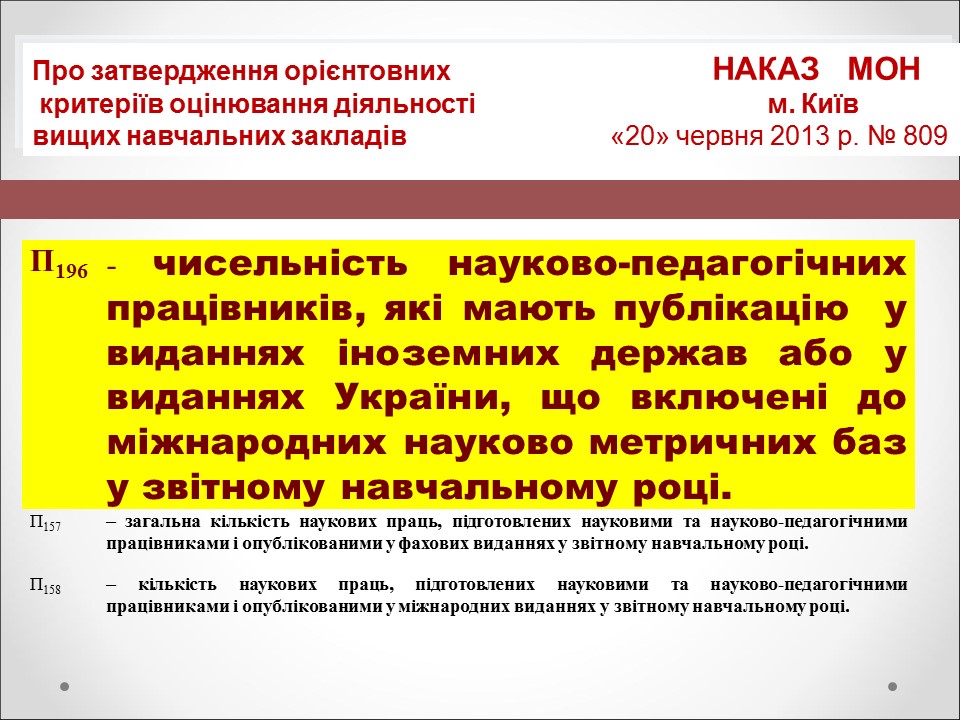 Про затвердження орієнтовних НАКАЗ МОН
критеріїв оцінювання діяльності м. Київ
вищих навчальних закладів «20» червня 2013 р. № 809
П196 - чисельність науково-педагогічних
працівників, які мають публікацію у
виданнях іноземних держав або у
виданнях України, що включені до
міжнародних науково метричних баз
у звітному навчальному році.
П157 – загальна кількість наукових праць, підготовлених науковими та науково-педагогічними
працівниками і опублікованими у фахових виданнях у звітному навчальному році.
П158 – кількість наукових праць, підготовлених науковими та науково-педагогічними
працівниками і опублікованими у міжнародних виданнях у звітному навчальному році.